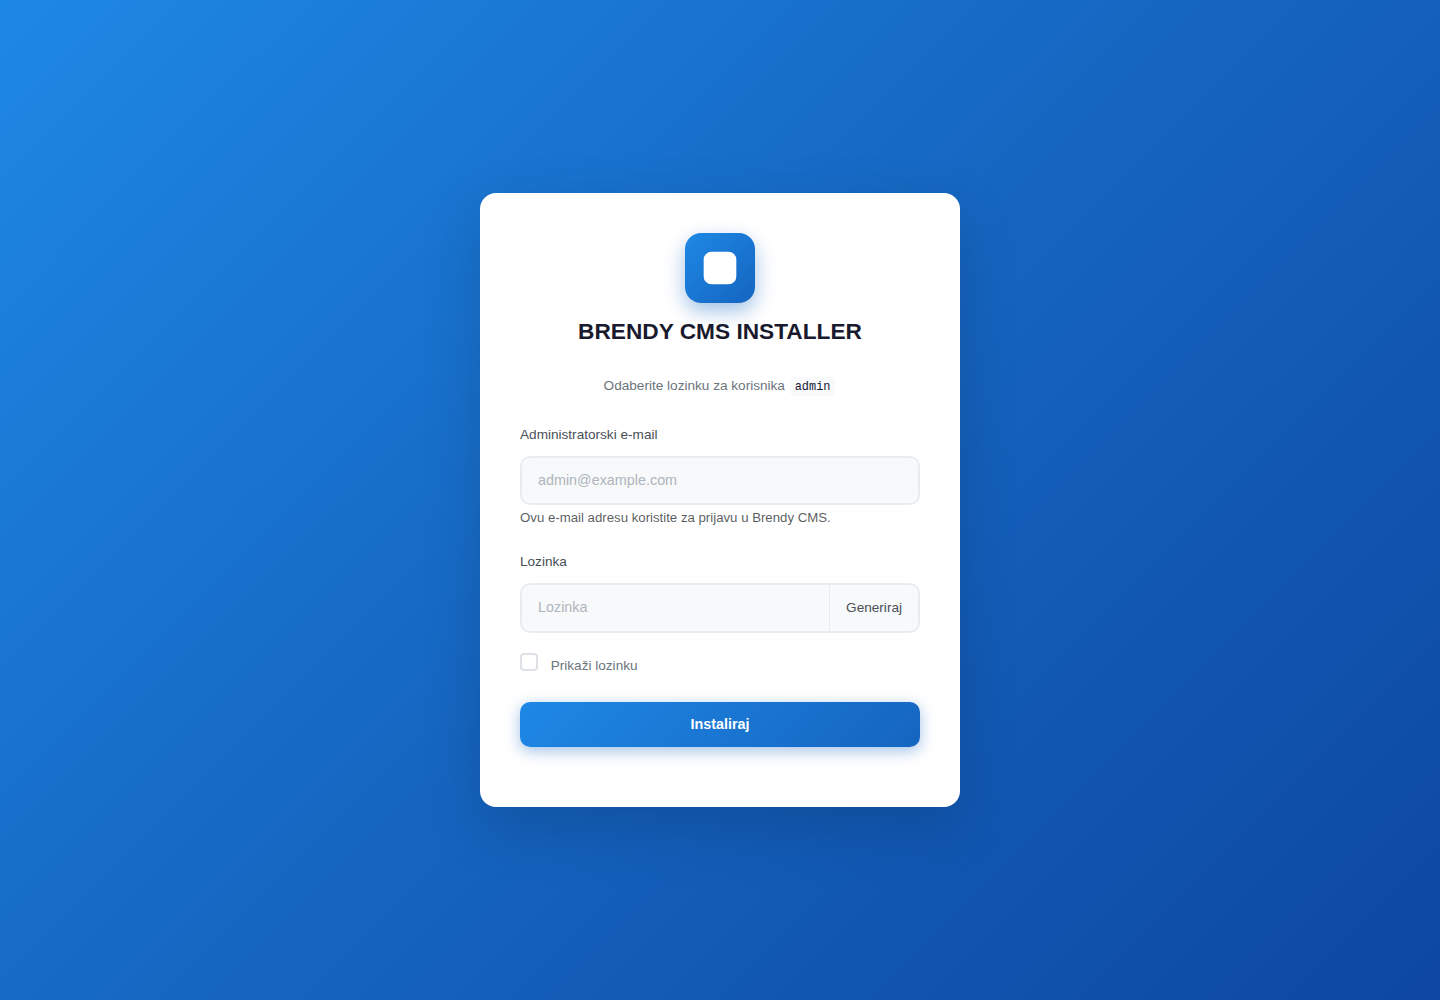 BRENDY CMS INSTALLER
Odaberite lozinku za korisnika admin
Administratorski e-mail
admin@example.com
Ovu e-mail adresu koristite za prijavu u Brendy CMS.
Lozinka
Lozinka Generiraj
Prikaži lozinku
Instaliraj